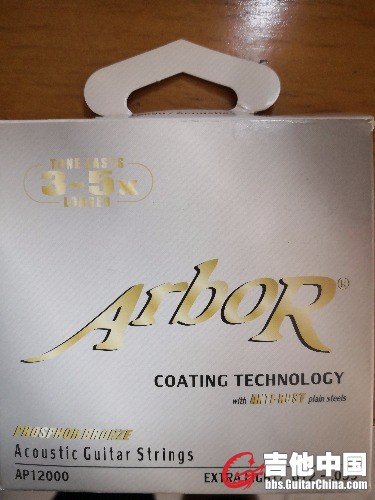 TONE LASTS
3-5x
LONGER
ArboR®
COATING TECHNOLOGY
with ANTI-RUST plain steels
PHOSPHOR BRONZE
Acoustic Guitar Strings
AP12000
EXTRA
吉他中国
bbs.GuitarChina.com